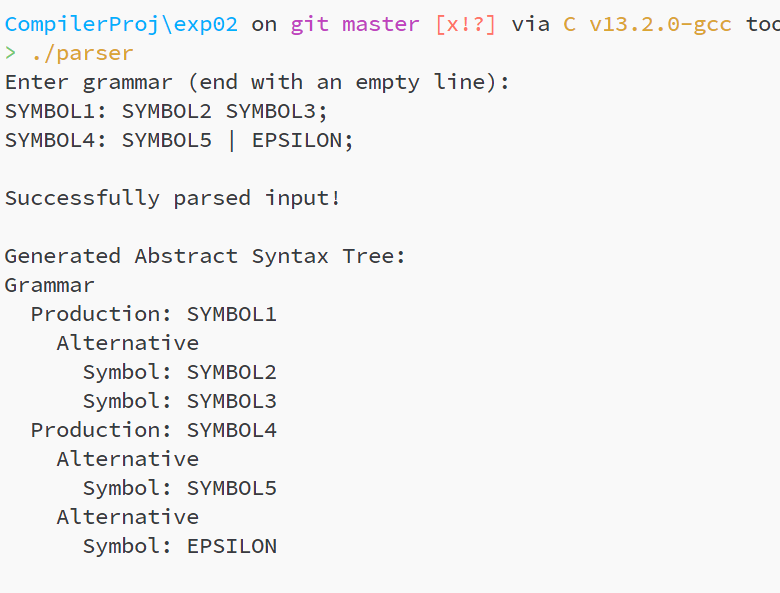 CompilerProj\exp02 on git master [x!?] via C v13.2.0-gcc
> ./parser
Enter grammar (end with an empty line):
SYMBOL1: SYMBOL2 SYMBOL3;
SYMBOL4: SYMBOL5 | EPSILON;
Successfully parsed input!
Generated Abstract Syntax Tree:
Grammar
Production: SYMBOL1
Alternative
Symbol: SYMBOL2
Symbol: SYMBOL3
Production: SYMBOL4
Alternative
Symbol: SYMBOL5
Alternative
Symbol: EPSILON